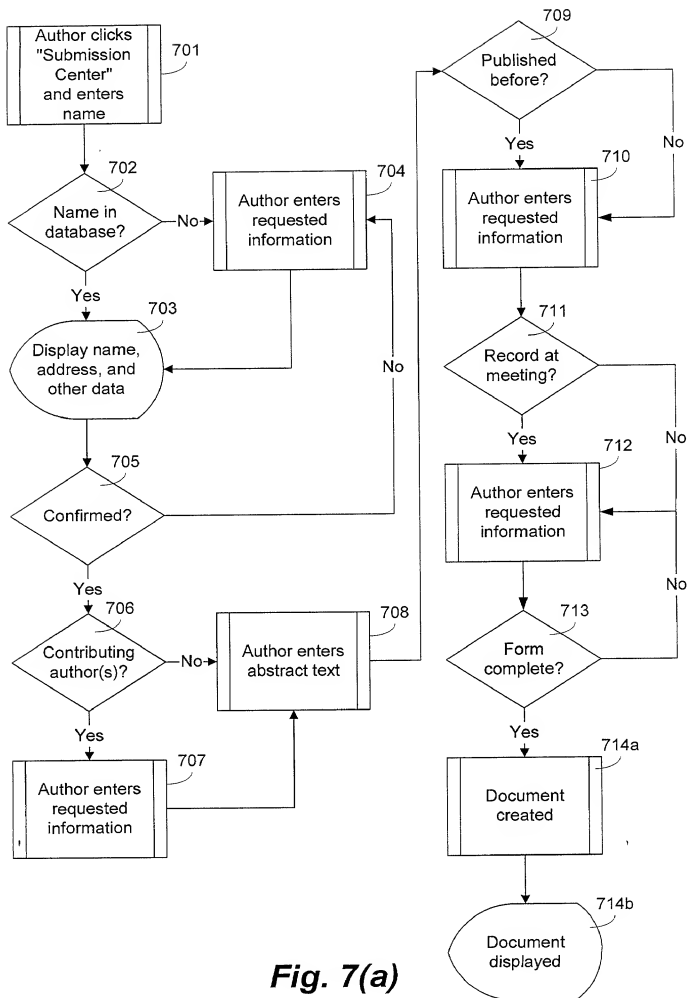 Author clicks
"Submission
Center"
and enters
name
701
702
Name in
database?
No
704
Author enters
requested
information
Yes
703
Display name,
address, and
other data
No
705
Confirmed?
Yes
706
Contributing
author(s)?
No
708
Author enters
abstract text
Yes
707
Author enters
requested
information
709
Published
before?
Yes
No
710
Author enters
requested
information
711
Record at
meeting?
Yes
No
712
Author enters
requested
information
No
713
Form
complete?
Yes
714a
Document
created
714b
Document
displayed
Fig. 7(a)